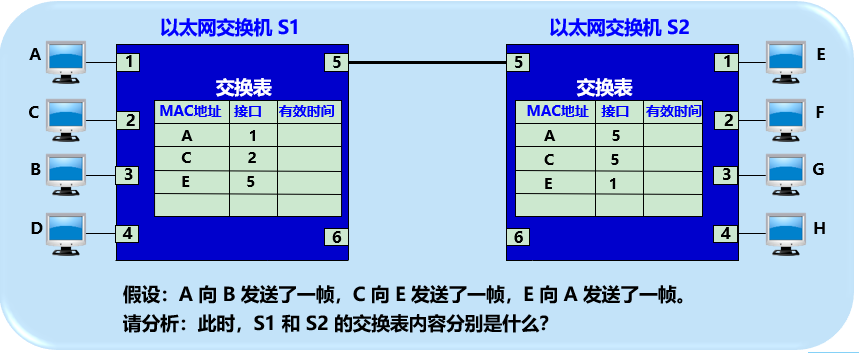 以太网交换机 S1
以太网交换机 S2
A
1
5
5
1
E
交换表
交换表
MAC地址 接口 有效时间
MAC地址 接口 有效时间
C
2
2
F
A 1
A 5
C 2
C 5
B
3
3
G
E 5
E 1
D
4
6
6
4
H
假设：A 向 B 发送了一帧，C 向 E 发送了一帧，E 向 A 发送了一帧。
请分析：此时，S1 和 S2 的交换表内容分别是什么？